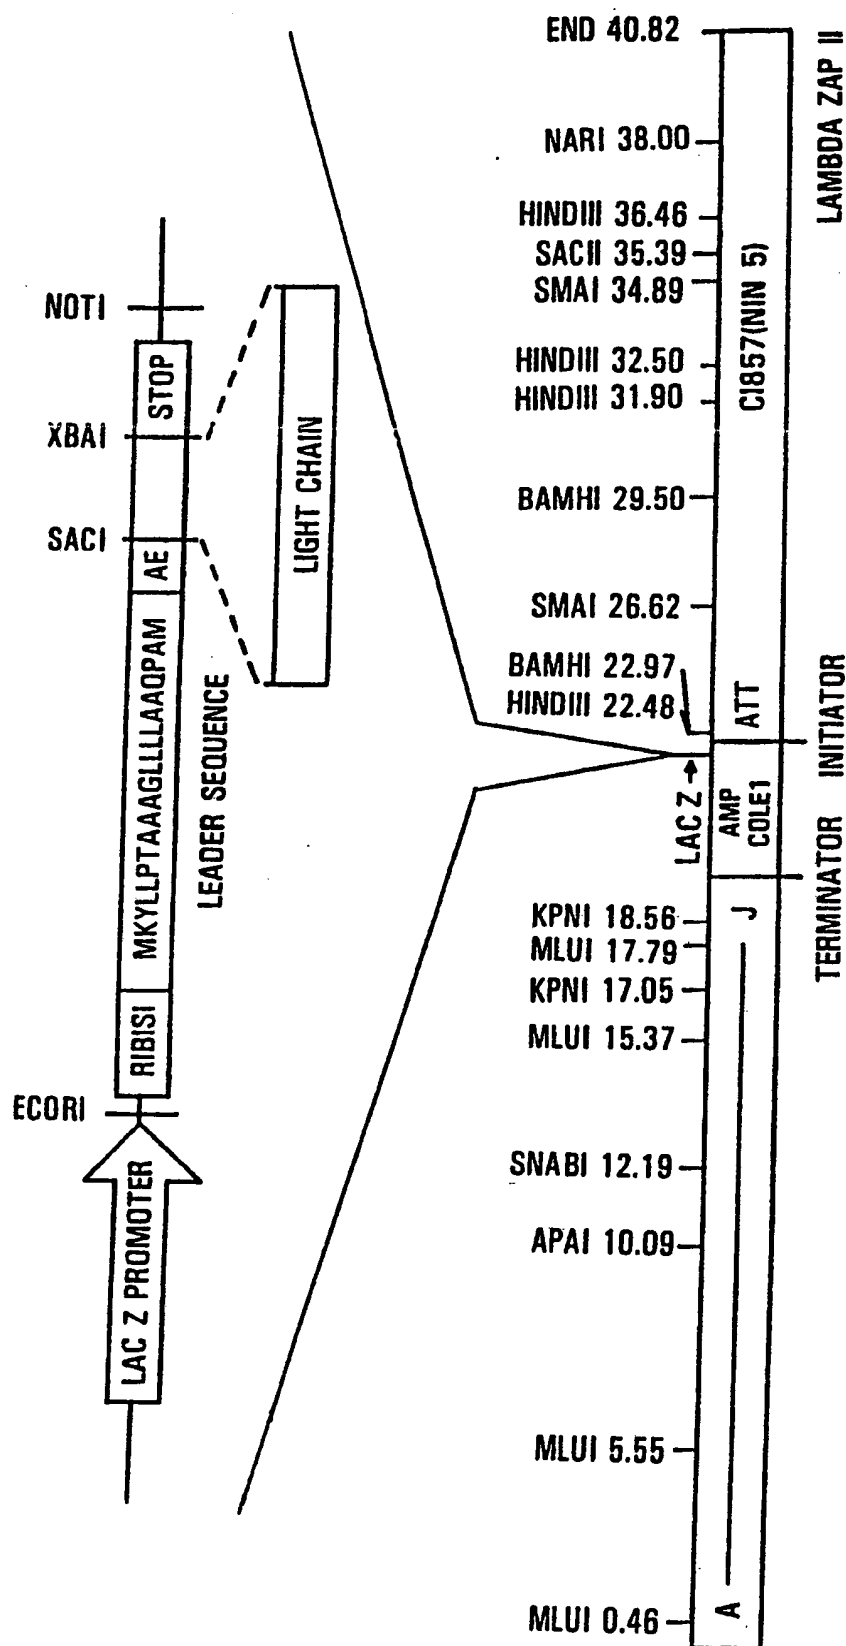 END 40.82
NARI 38.00
HINDIII 36.46
SACII 35.39
SMAI 34.89
HINDIII 32.50
HINDIII 31.90
BAMHI 29.50
SMAI 26.62
BAMHI 22.97
HINDIII 22.48
LAC Z
KPNI 18.56
MLUI 17.79
KPNI 17.05
MLUI 15.37
SNABI 12.19
APAI 10.09
MLUI 5.55
MLUI 0.46
LAMBDA ZAP II
CI857(NIN 5)
ATT
INITIATOR
AMP
COLE1
TERMINATOR
J
A
NOTI
STOP
XBAI
SACI
AE
LIGHT CHAIN
MKYLLPTAAAGLLLLAAQPAM
LEADER SEQUENCE
RIBISI
ECORI
LAC Z PROMOTER